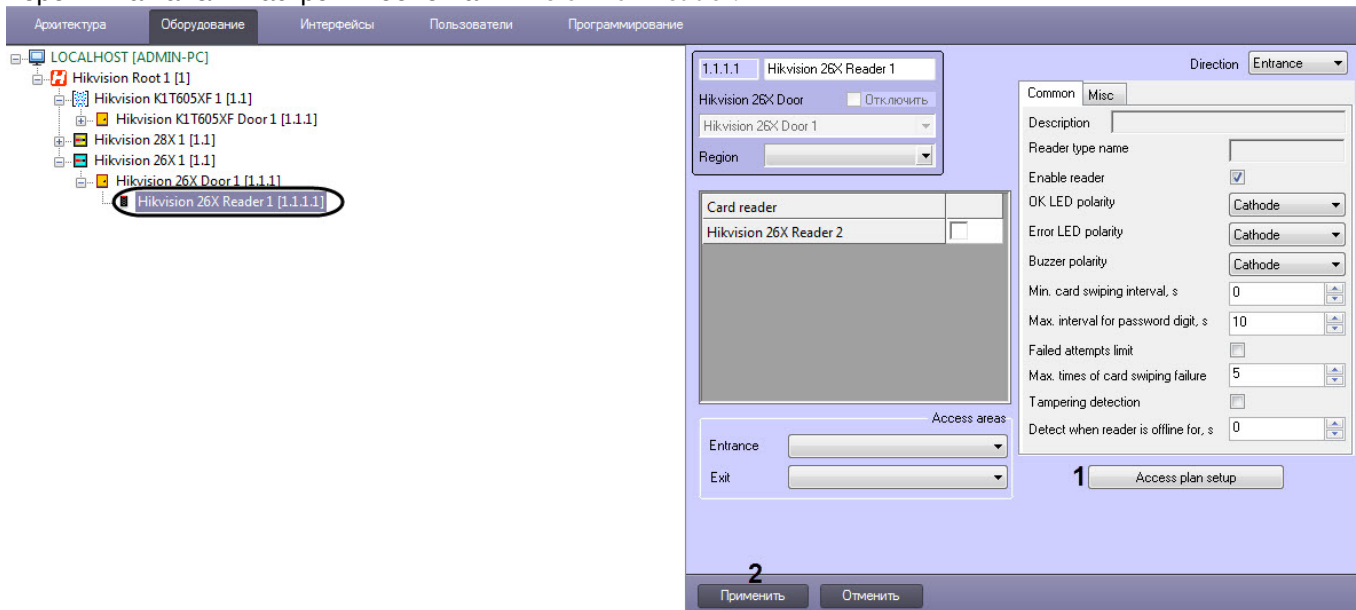 Архитектура Оборудование Интерфейсы Пользователи Программирование
LOCALHOST [ADMIN-PC]
Hikvision Root 1 [1]
Hikvision K1T605XF 1 [1.1]
Hikvision K1T605XF Door 1 [1.1.1]
Hikvision 28X 1 [1.1]
Hikvision 26X 1 [1.1]
Hikvision 26X Door 1 [1.1.1]
Hikvision 26X Reader 1 [1.1.1.1]
1.1.1.1 Hikvision 26X Reader 1
Hikvision 26X Door Отключить
Hikvision 26X Door 1
Region
Card reader
Hikvision 26X Reader 2
Access areas
Entrance
Exit
Direction Entrance
Common Misc
Description
Reader type name
Enable reader
OK LED polarity Cathode
Error LED polarity Cathode
Buzzer polarity Cathode
Min. card swiping interval, s 0
Max. interval for password digit, s 10
Failed attempts limit
Max. times of card swiping failure 5
Tampering detection
Detect when reader is offline for, s 0
1 Access plan setup
2
Применить Отменить